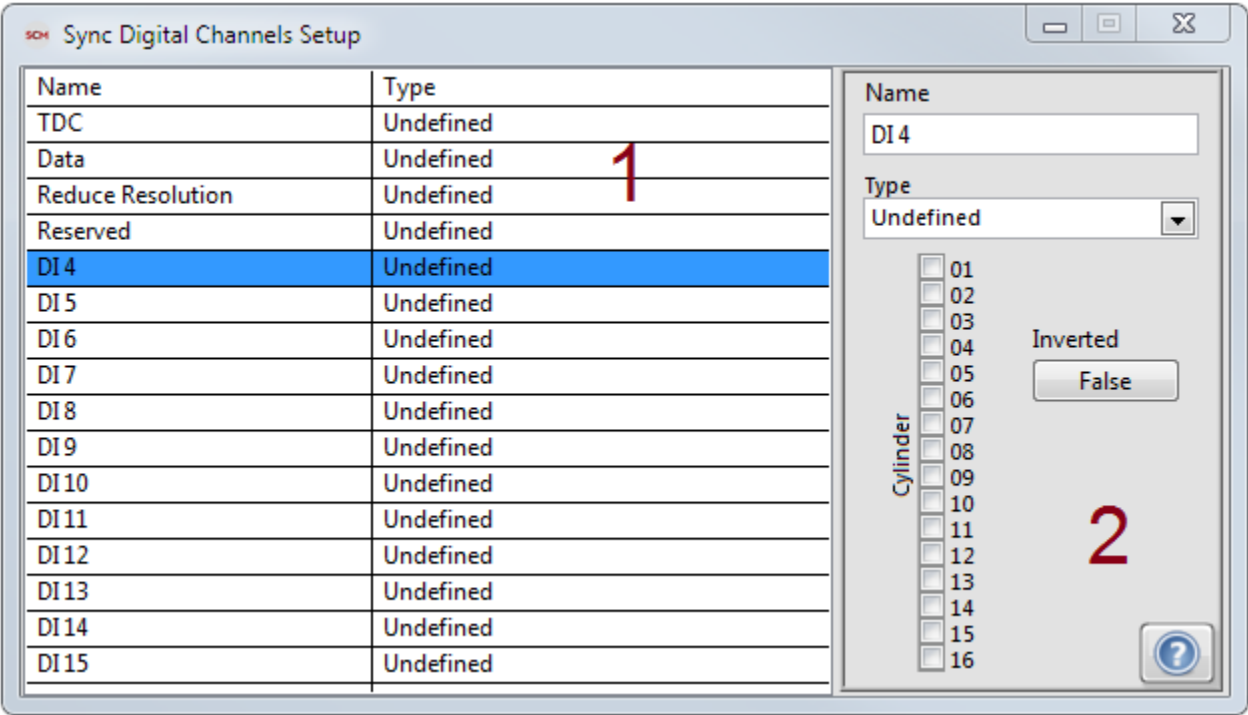 SCM Sync Digital Channels Setup
Name Type
TDC Undefined
Data Undefined
1
Reduce Resolution Undefined
Reserved Undefined
DI 4 Undefined
DI 5 Undefined
DI 6 Undefined
DI 7 Undefined
DI 8 Undefined
DI 9 Undefined
DI 10 Undefined
DI 11 Undefined
DI 12 Undefined
DI 13 Undefined
DI 14 Undefined
DI 15 Undefined
Name
DI 4
Type
Undefined
Cylinder
01
02
03
04
05
06
07
08
09
10
11
12
13
14
15
16
Inverted
False
2
?